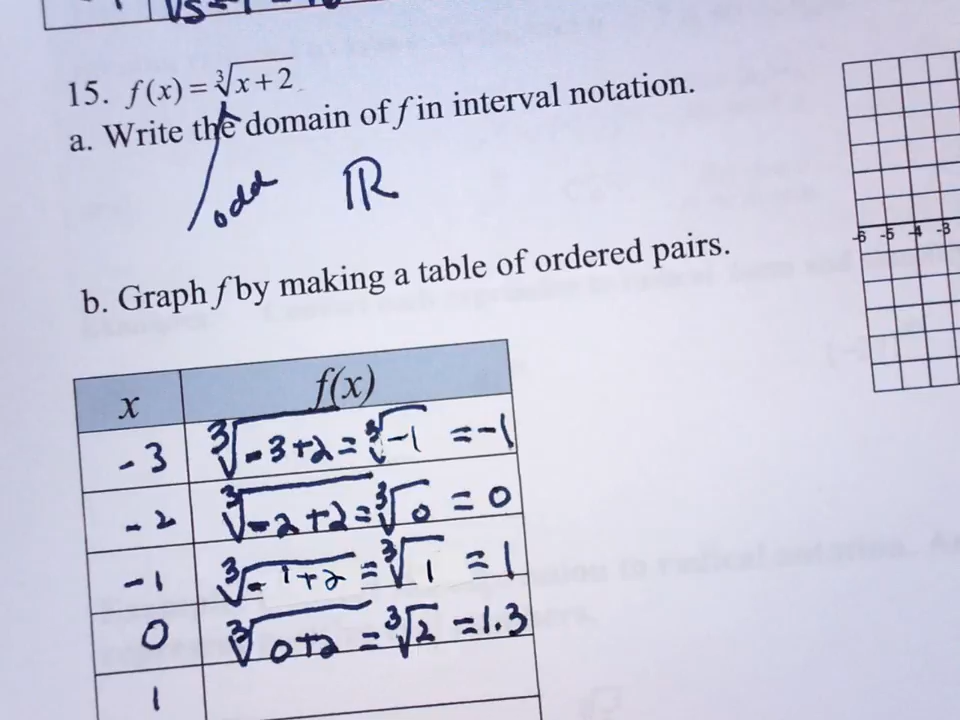 15. f(x) = ∛x+2
a. Write the domain of f in interval notation.
odd ℝ
-6 -5 -4 -3
b. Graph f by making a table of ordered pairs.
x f(x)
-3 ∛-3+2 = ∛-1 = -1
-2 ∛-2+2 = ∛0 = 0
-1 ∛-1+2 = ∛1 = 1
0 ∛0+2 = ∛2 = 1.3
1